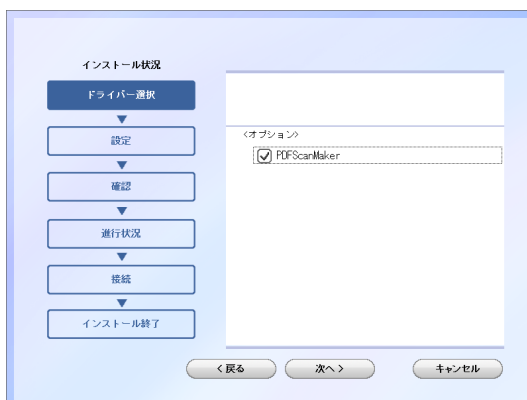 インストール状況
ドライバー選択
設定
確認
進行状況
接続
インストール終了
<オプション>
PDFScanMaker
< 戻る
次へ >
キャンセル